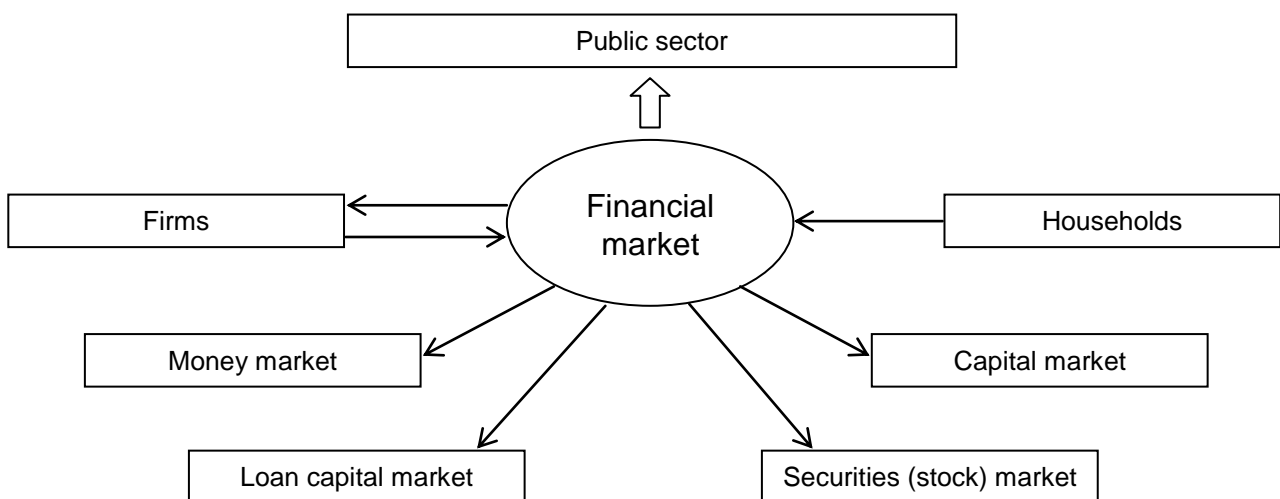 Public sector
Firms
Financial
market
Households
Money market
Capital market
Loan capital market
Securities (stock) market